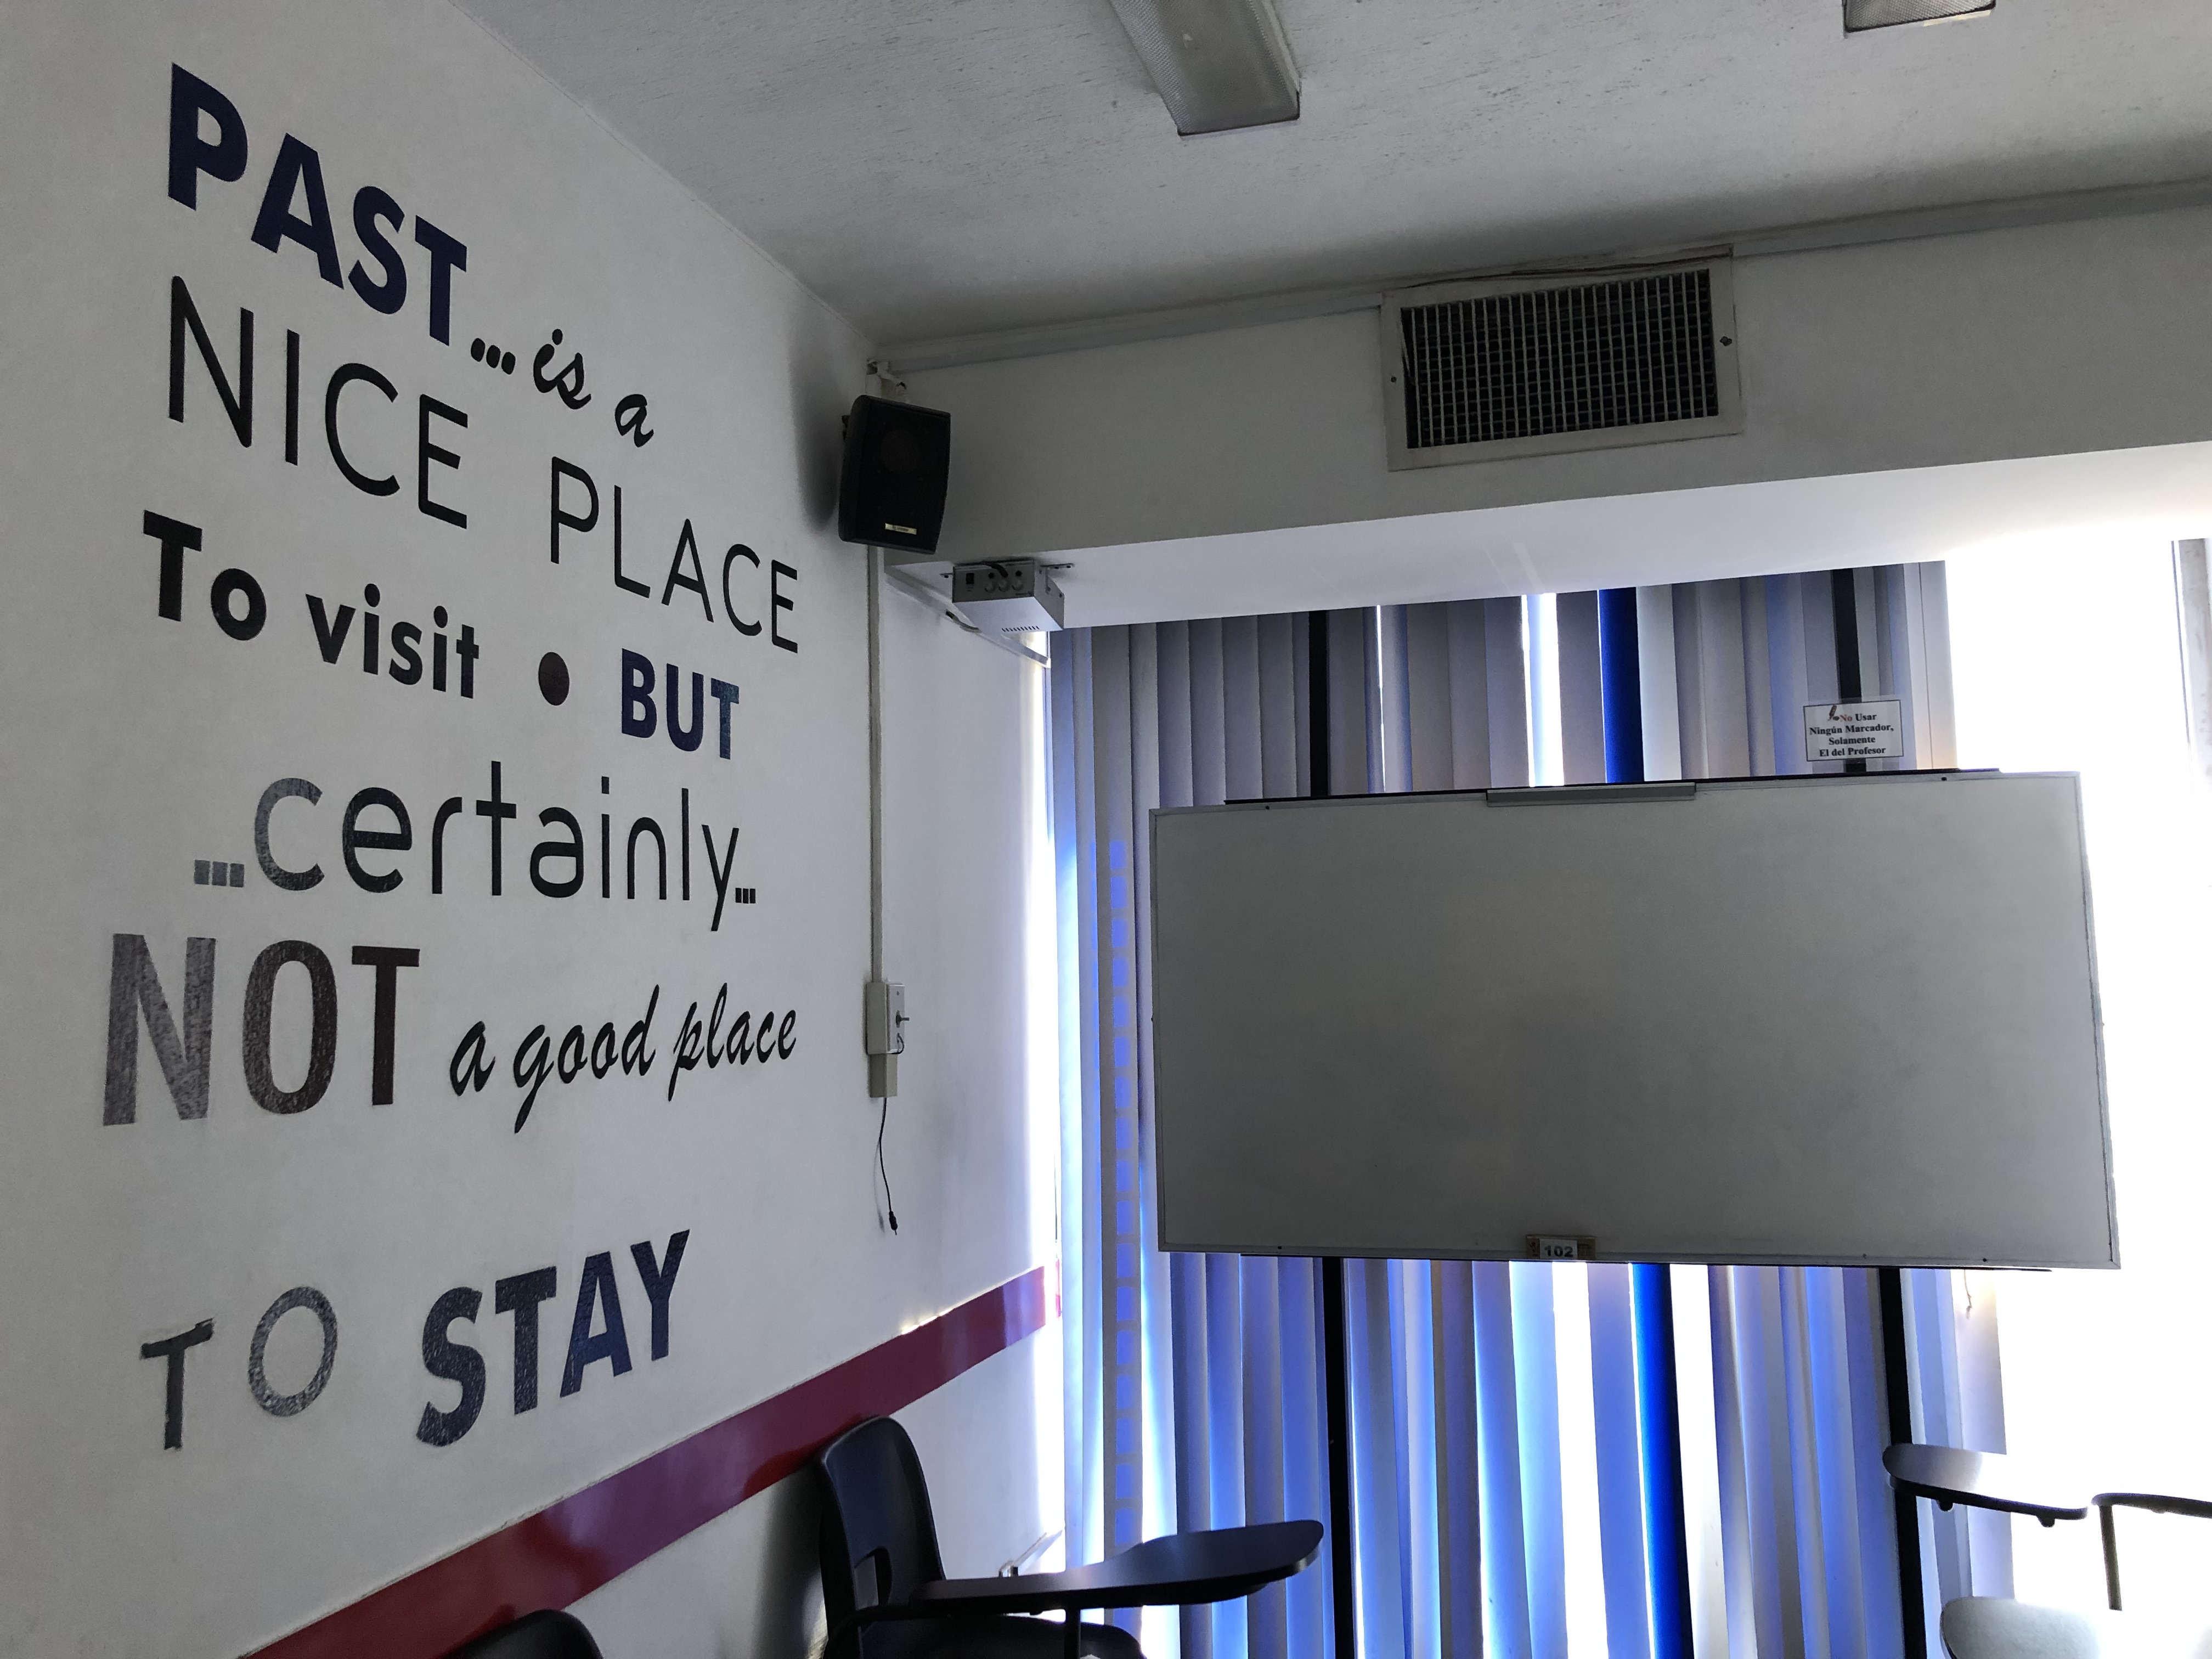 PAST... is a
NICE PLACE
To visit • BUT
...certainly...
NOT a good place
TO STAY
No Usar
Ningún Marcador,
Solamente
El del Profesor
102